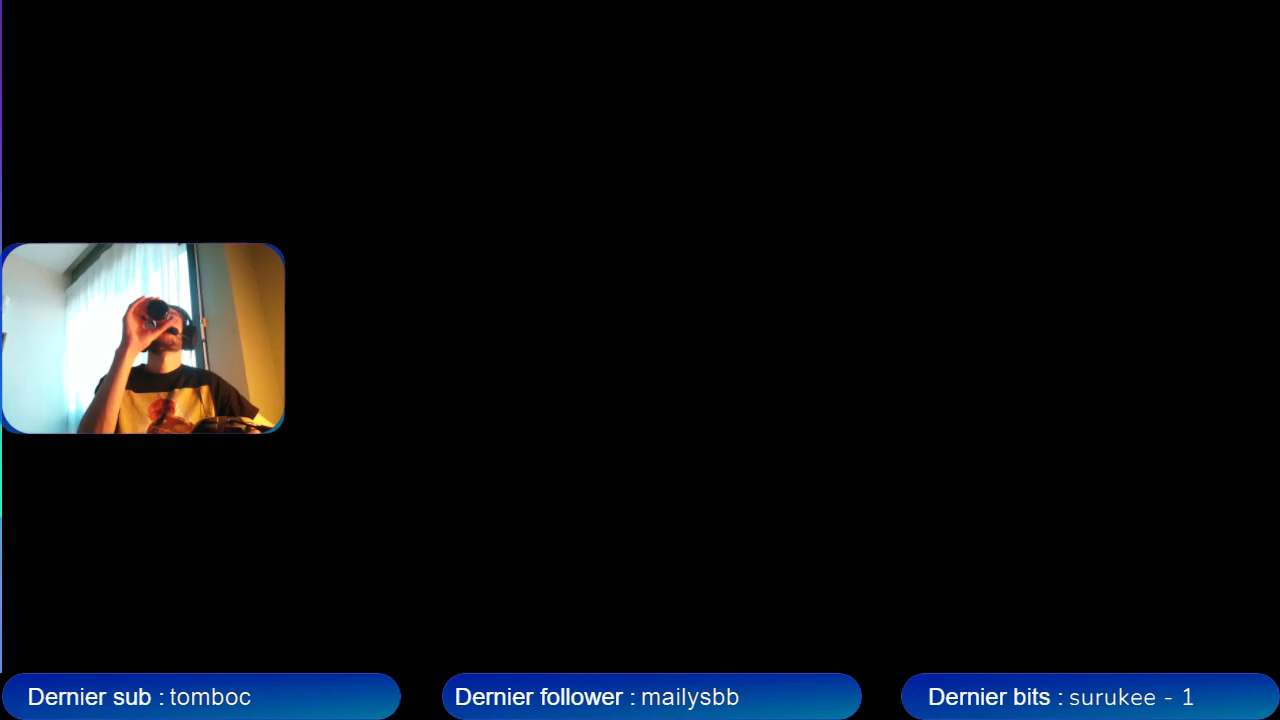 Dernier sub : tomboc
Dernier follower : mailysbb
Dernier bits : surukee - 1